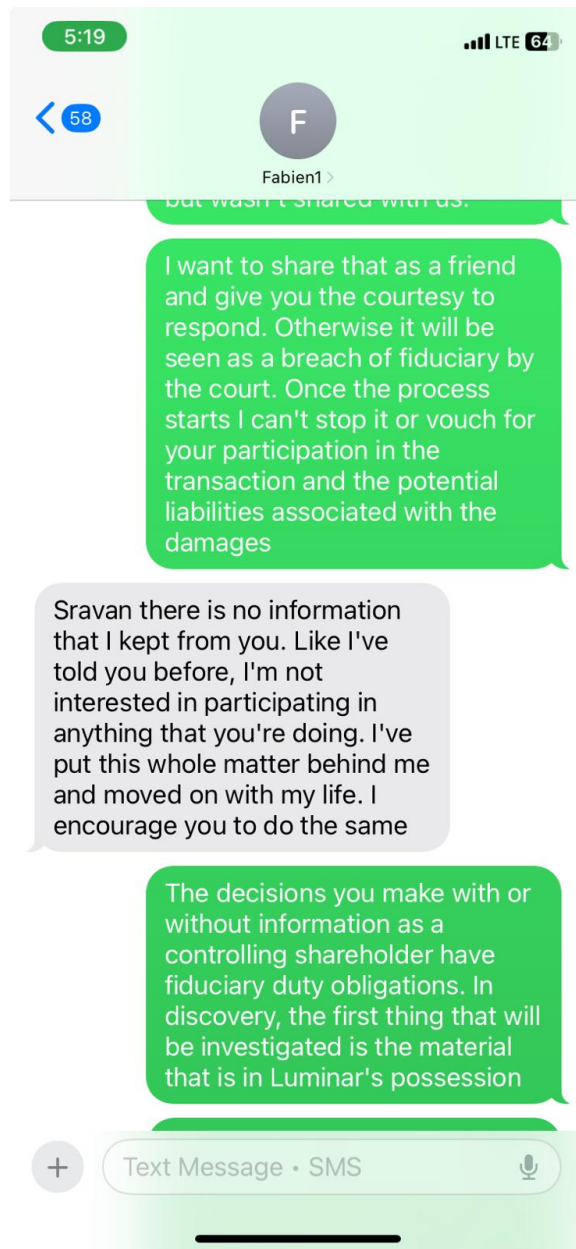 5:19
LTE 64
58
F
Fabien1
but wasn't shared with us.
I want to share that as a friend
and give you the courtesy to
respond. Otherwise it will be
seen as a breach of fiduciary by
the court. Once the process
starts I can't stop it or vouch for
your participation in the
transaction and the potential
liabilities associated with the
damages
Sravan there is no information
that I kept from you. Like I've
told you before, I'm not
interested in participating in
anything that you're doing. I've
put this whole matter behind me
and moved on with my life. I
encourage you to do the same
The decisions you make with or
without information as a
controlling shareholder have
fiduciary duty obligations. In
discovery, the first thing that will
be investigated is the material
that is in Luminar's possession
Text Message • SMS